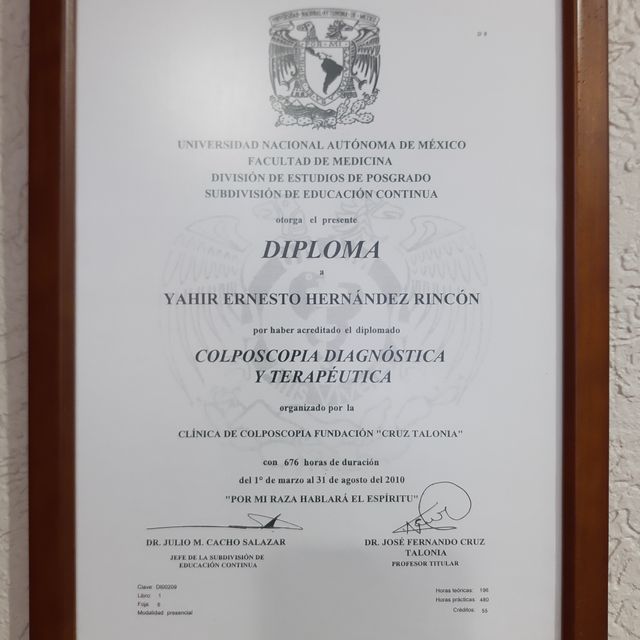 UNIVERSIDAD NACIONAL AUTÓNOMA DE MÉXICO
FACULTAD DE MEDICINA
DIVISIÓN DE ESTUDIOS DE POSGRADO
SUBDIVISIÓN DE EDUCACIÓN CONTINUA
otorga el presente
DIPLOMA
a
YAHIR ERNESTO HERNÁNDEZ RINCÓN
por haber acreditado el diplomado
COLPOSCOPIA DIAGNÓSTICA
Y TERAPÉUTICA
organizado por la
CLÍNICA DE COLPOSCOPIA FUNDACIÓN "CRUZ TALONIA"
con 676 horas de duración
del 1° de marzo al 31 de agosto del 2010
"POR MI RAZA HABLARÁ EL ESPÍRITU"
DR. JULIO M. CACHO SALAZAR
JEFE DE LA SUBDIVISIÓN DE
EDUCACIÓN CONTINUA
DR. JOSÉ FERNANDO CRUZ
TALONIA
PROFESOR TITULAR
Clave: DI00209
Libro: 1
Foja 6
Modalidad presencial
Horas teóricas: 196
Horas prácticas 480
Créditos: 55